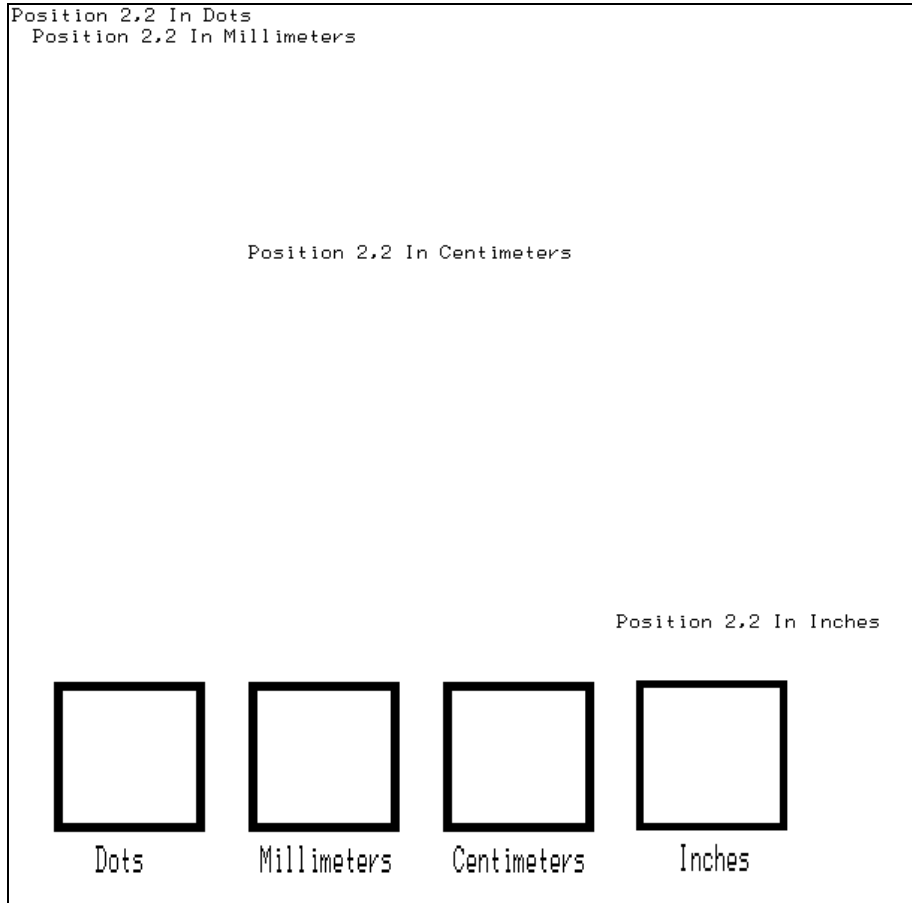 Position 2,2 In Dots
Position 2,2 In Millimeters
Position 2,2 In Centimeters
Position 2,2 In Inches
Dots Millimeters Centimeters Inches